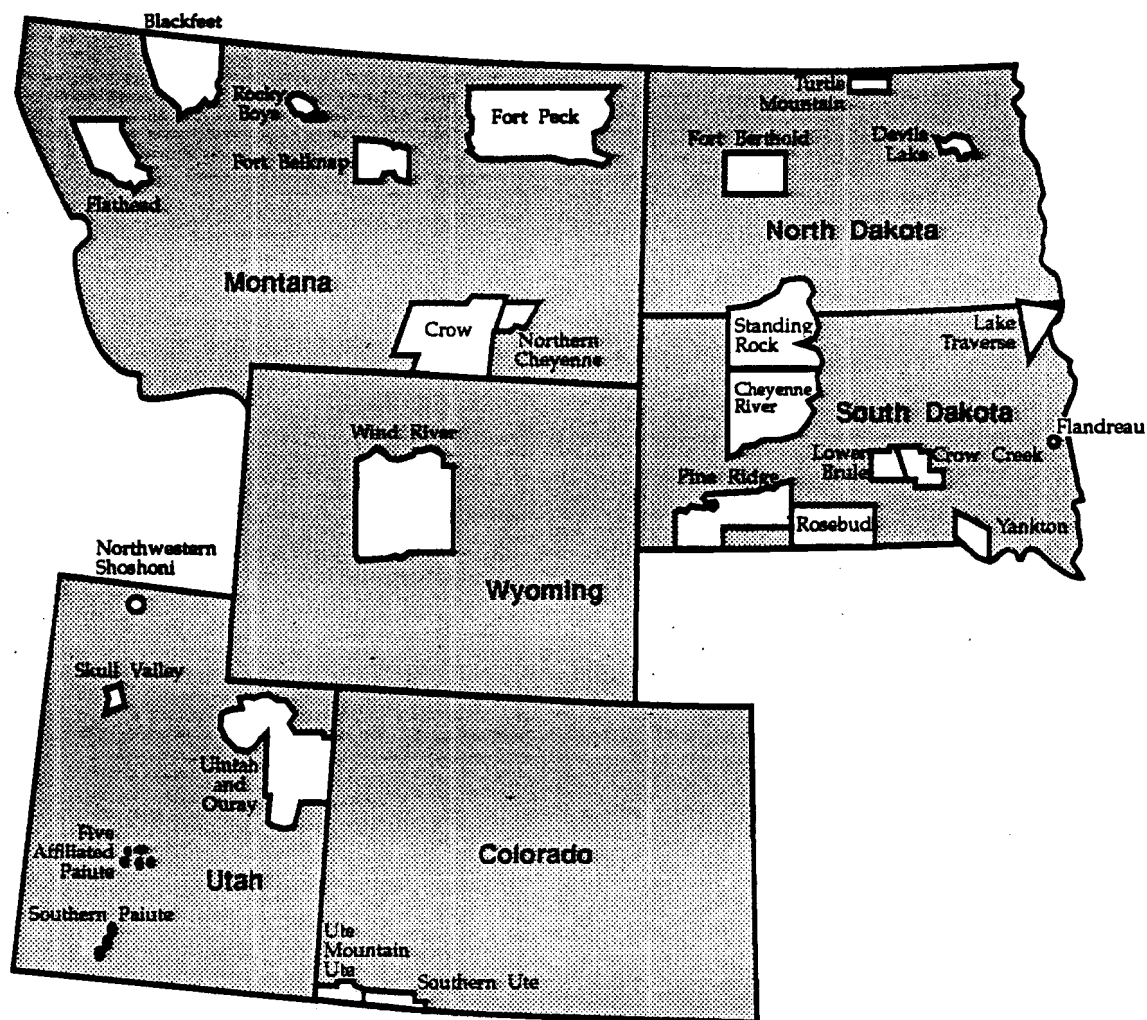 Blackfeet
Rocky
Boys
Fort Peck
Turtle
Mountain
Fort Belknap
Fort Berthold
Devils
Lake
Flathead
North Dakota
Montana
Crow
Northern
Cheyenne
Standing
Rock
Lake
Traverse
Cheyenne
River
South Dakota
Flandreau
Wind River
Lower
Brule
Crow Creek
Pine Ridge
Rosebud
Yankton
Northwestern
Shoshoni
Wyoming
Skull Valley
Uintah
and
Ouray
Five
Affiliated
Paiute
Utah
Colorado
Southern Paiute
Ute
Mountain
Ute
Southern Ute